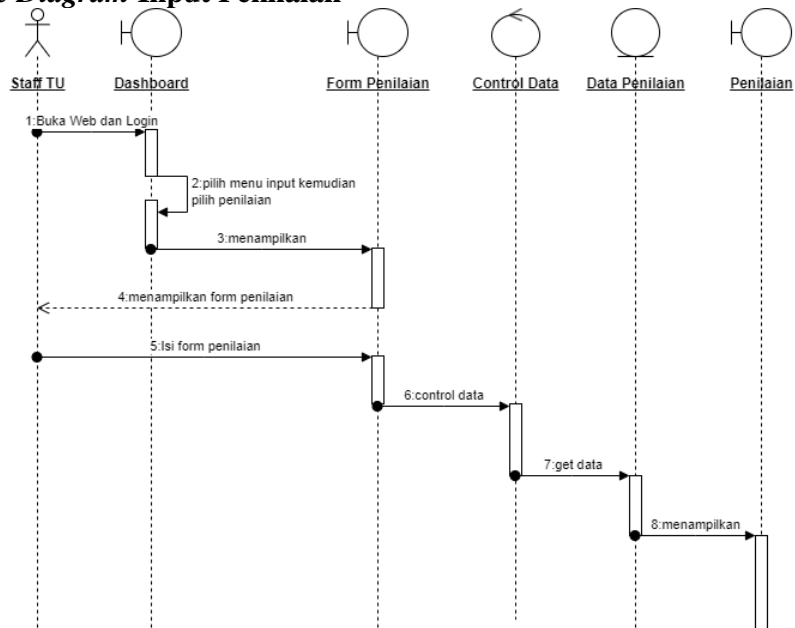 Diagram Input Penilaian
Staff TU
Dashboard
Form Penilaian
Control Data
Data Penilaian
Penilaian
1:Buka Web dan Login
2:pilih menu input kemudian
pilih penilaian
3:menampilkan
4:menampilkan form penilaian
5:Isi form penilaian
6:control data
7:get data
8:menampilkan